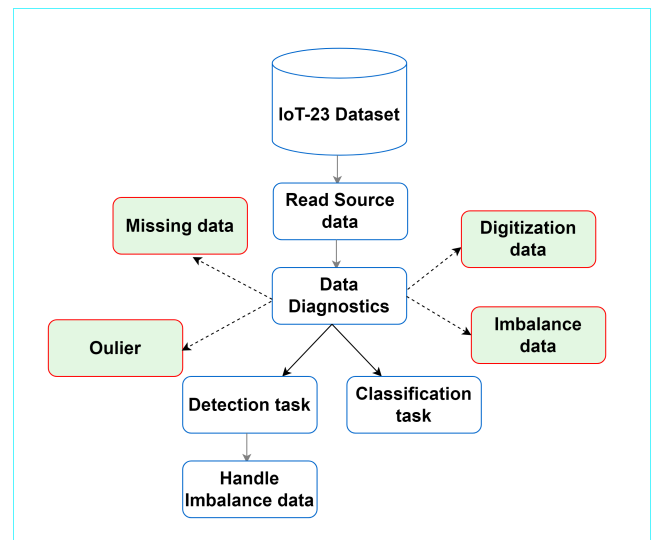 IoT-23 Dataset
Read Source
data
Missing data
Digitization
data
Data
Diagnostics
Oulier
Imbalance
data
Detection task
Classification
task
Handle
Imbalance data